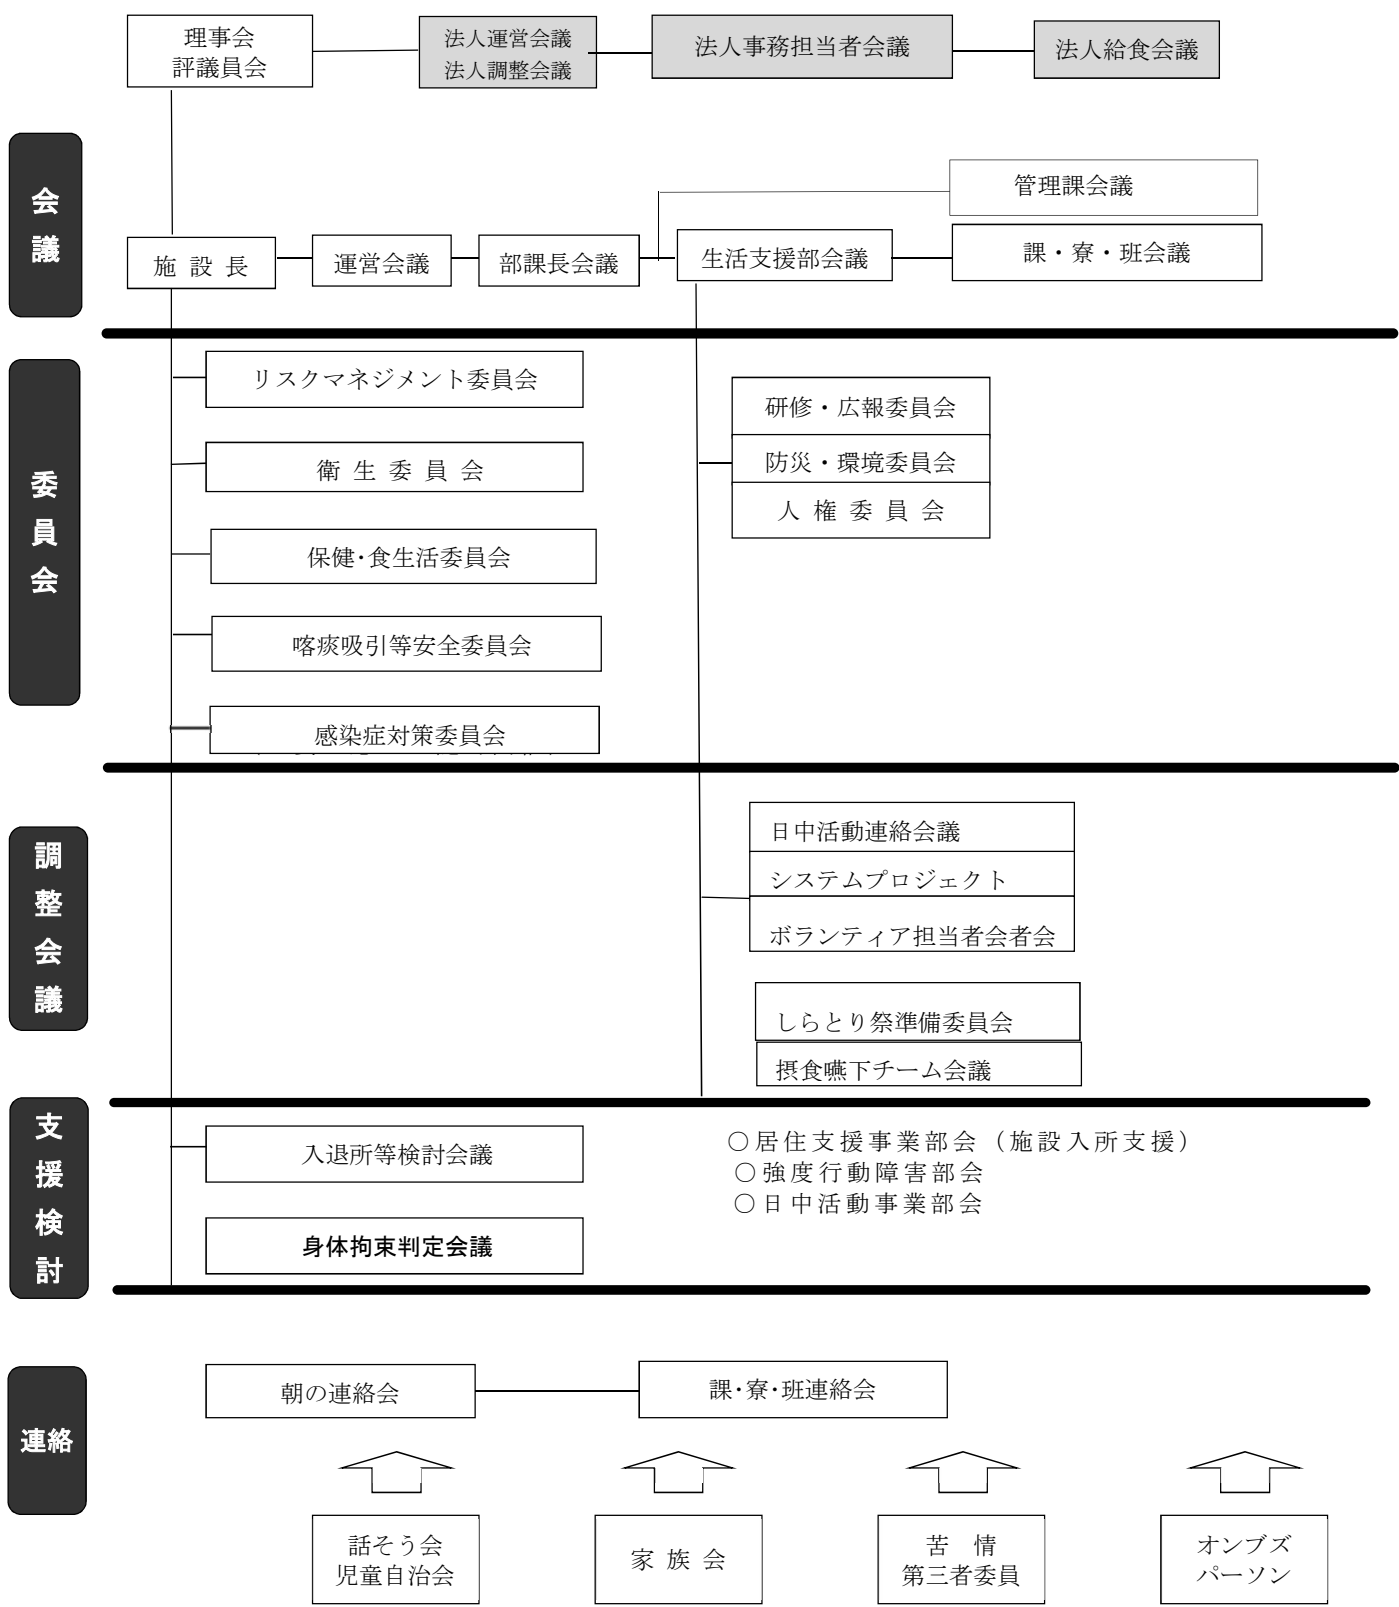 理事会
評議員会
法人運営会議
法人調整会議
法人事務担当者会議
法人給食会議
会議
管理課会議
施設長
運営会議
部課長会議
生活支援部会議
課・寮・班会議
委員会
リスクマネジメント委員会
衛生委員会
保健・食生活委員会
喀痰吸引等安全委員会
感染症対策委員会
研修・広報委員会
防災・環境委員会
人権委員会
調整会議
日中活動連絡会議
システムプロジェクト
ボランティア担当者会者会
しらとり祭準備委員会
摂食嚥下チーム会議
支援検討
入退所等検討会議
身体拘束判定会議
○居住支援事業部会（施設入所支援）
○強度行動障害部会
○日中活動事業部会
連絡
朝の連絡会
課・寮・班連絡会
話そう会
児童自治会
家族会
苦　情
第三者委員
オンブズ
パーソン